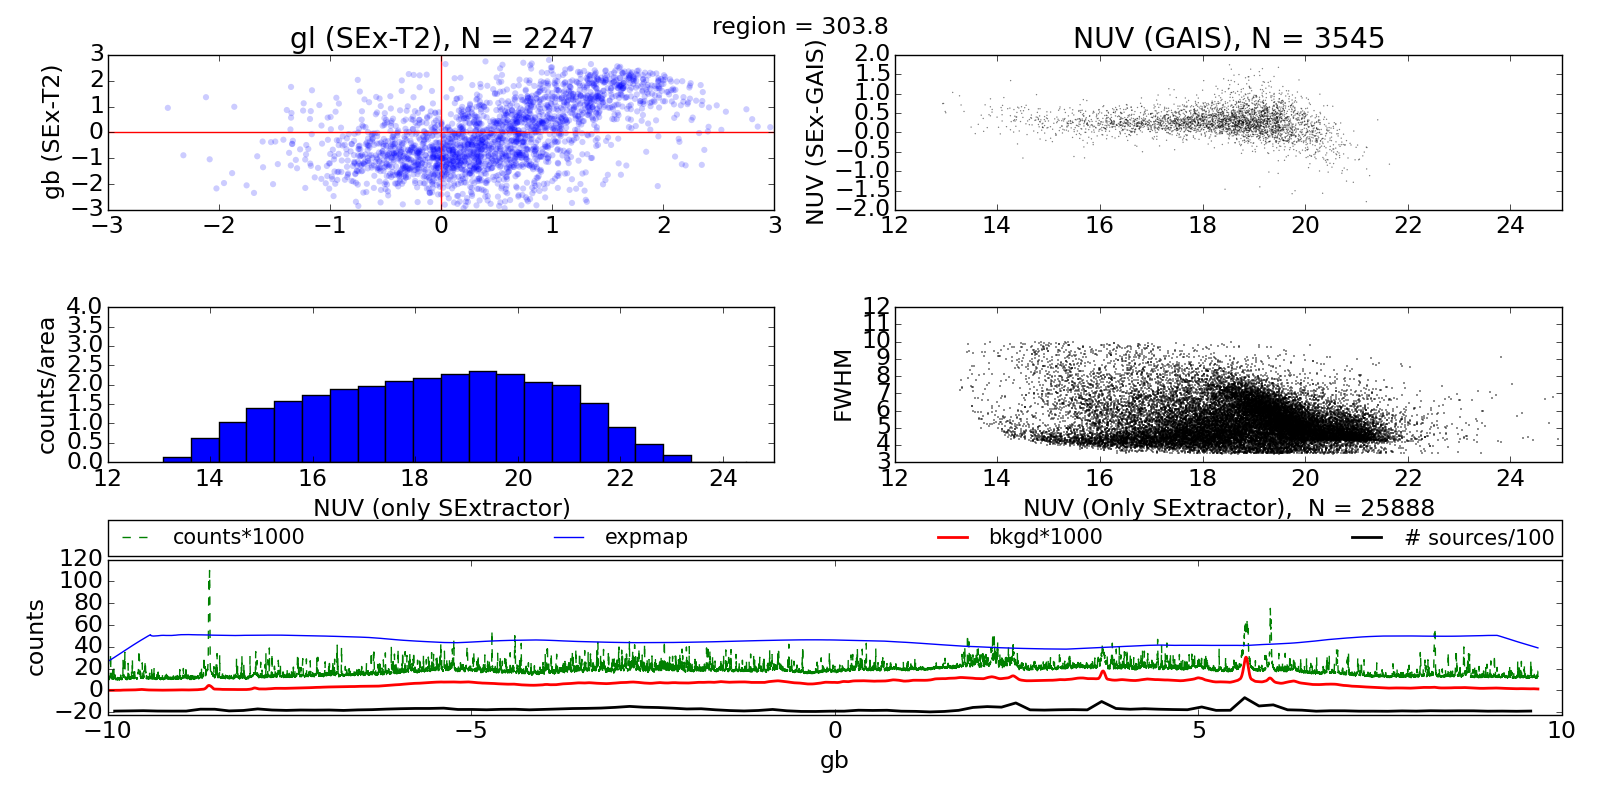 region = 303.8
gl (SEx-T2), N = 2247
NUV (GAIS), N = 3545
gb (SEx-T2)
3
2
1
0
−1
−2
−3
−3 −2 −1 0 1 2 3
NUV (SEx-GAIS)
2.0
1.5
1.0
0.5
0.0
−0.5
−1.0
−1.5
−2.0
12 14 16 18 20 22 24
counts/area
4.0
3.5
3.0
2.5
2.0
1.5
1.0
0.5
0.0
12 14 16 18 20 22 24
NUV (only SExtractor)
FWHM
12
11
10
9
8
7
6
5
4
3
12 14 16 18 20 22 24
NUV (Only SExtractor), N = 25888
counts*1000 expmap bkgd*1000 # sources/100
counts
120
100
80
60
40
20
0
−20
−10 −5 0 5 10
gb